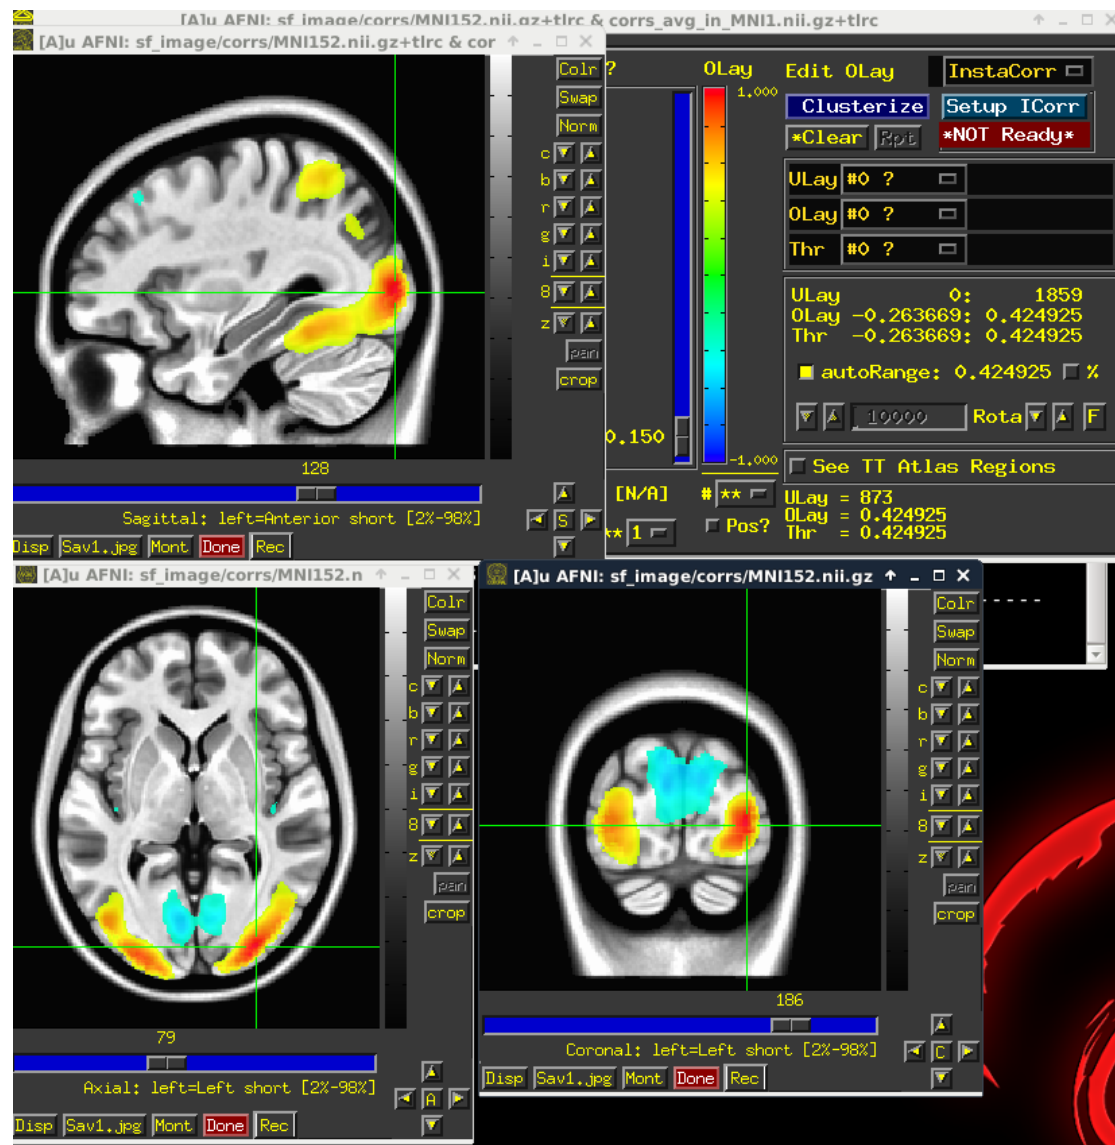 [A]u AFNI: sf_image/corrs/MNI152.nii.gz+tlrc & corrs_avg_in_MNI1.nii.gz+tlrc
[A]u AFNI: sf_image/corrs/MNI152.nii.gz+tlrc & cor
Colr
Swap
Norm
c
b
r
g
i
8
z
pan
crop
128
Sagittal: left=Anterior short [2%-98%]
S
Disp Sav1.jpg Mont Done Rec
? OLay Edit OLay InstaCorr
1.000
Clusterize Setup ICorr
*Clear Rpt *NOT Ready*
ULay #0 ?
OLay #0 ?
Thr #0 ?
ULay 0: 1859
OLay -0.263669: 0.424925
Thr -0.263669: 0.424925
autoRange: 0.424925 %
10000 Rota F
0.150
-1.000
See TT Atlas Regions
[N/A] # **
** 1 Pos?
ULay = 873
OLay = 0.424925
Thr = 0.424925
[A]u AFNI: sf_image/corrs/MNI152.n
Colr
Swap
Norm
c
b
r
g
i
8
z
pan
crop
79
Axial: left=Left short [2%-98%]
A
Disp Sav1.jpg Mont Done Rec
[A]u AFNI: sf_image/corrs/MNI152.nii.gz
Colr
Swap
Norm
c
b
r
g
i
8
z
pan
crop
186
Coronal: left=Left short [2%-98%]
C
Disp Sav1.jpg Mont Done Rec
-----